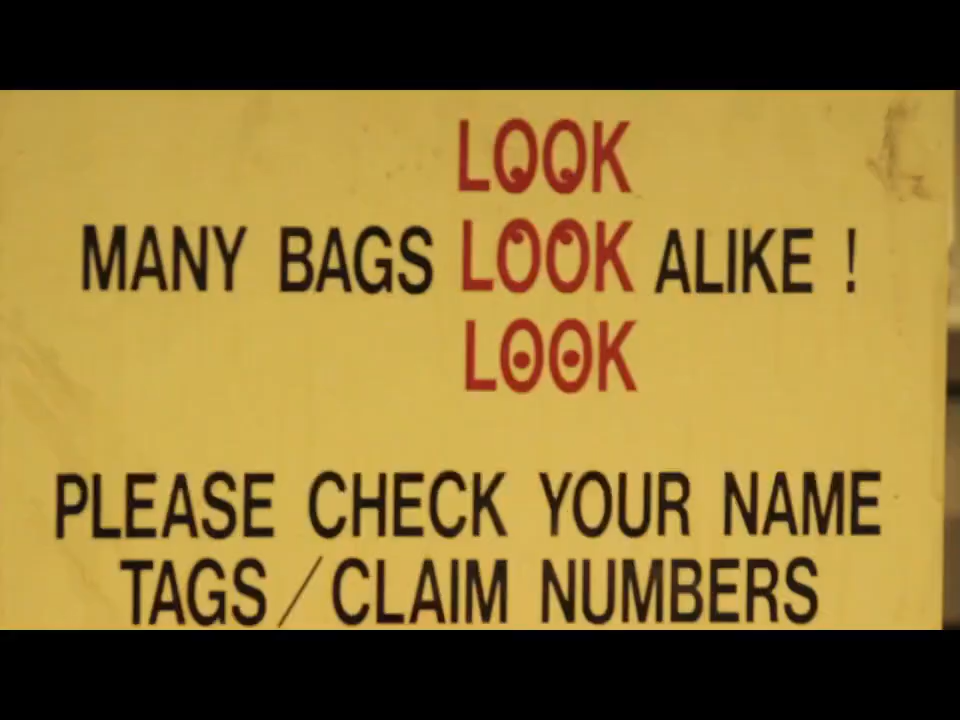 LOOK
MANY BAGS LOOK ALIKE !
LOOK
PLEASE CHECK YOUR NAME
TAGS / CLAIM NUMBERS